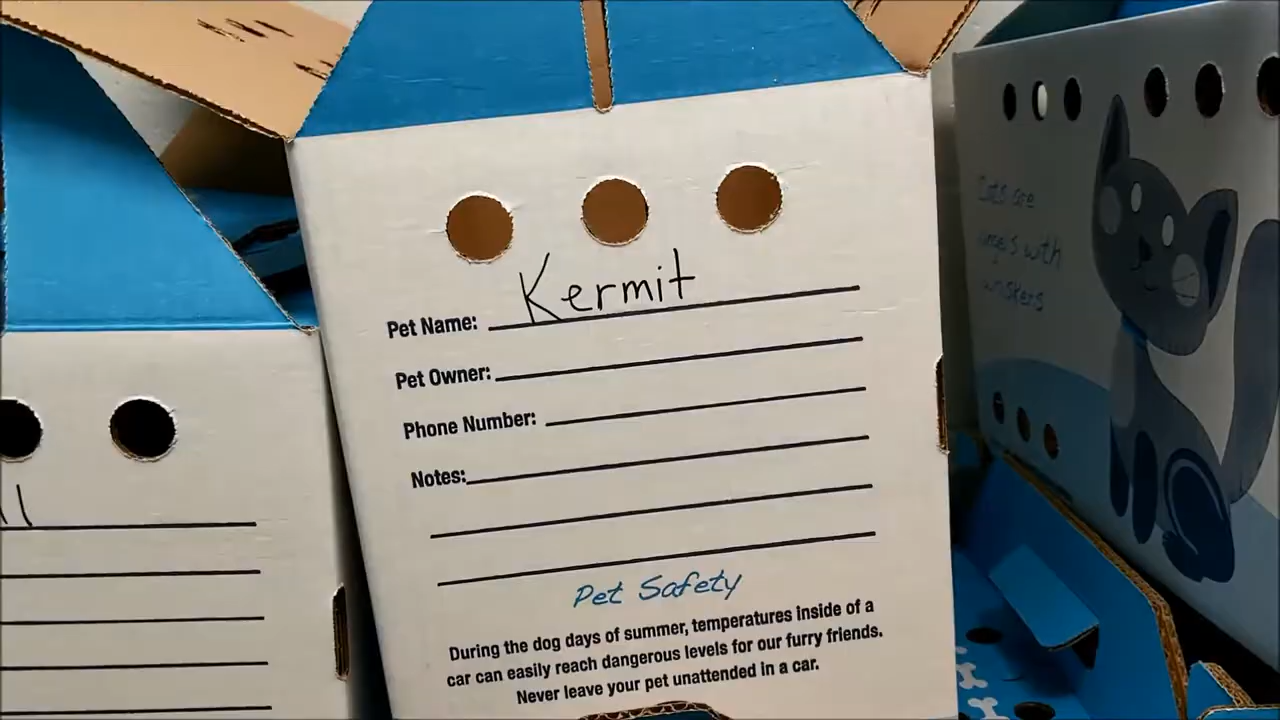 Kermit
Pet Name:
Pet Owner:
Phone Number:
Notes:
Pet Safety
During the dog days of summer, temperatures inside of a
car can easily reach dangerous levels for our furry friends.
Never leave your pet unattended in a car.
Cats are
angels with
whiskers